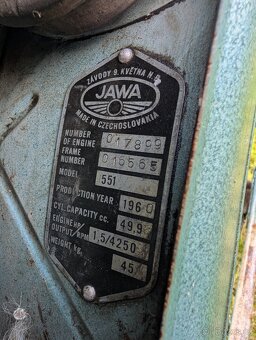 ZÁVODY 9. KVĚTNA N.P.
JAWA
MADE IN CZECHOSLOVAKIA
NUMBER OF ENGINE 017899
FRAME NUMBER
MODEL 551
PRODUCTION YEAR 1960
CYL. CAPACITY CC. 49.9
ENGINE HP OUTPUT/RPM 1,5/4250
WEIGHT KG. 45